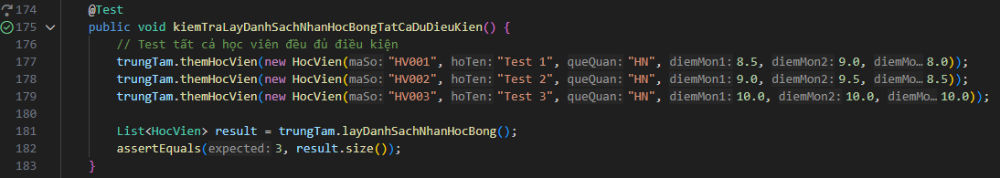 174 @Test
175 public void kiemTraLayDanhSachNhanHocBongTatCaDuDieuKien() {
176 // Test tất cả học viên đều đủ điều kiện
177 trungTam.themHocVien(new HocVien(maSo: "HV001", hoTen: "Test 1", queQuan: "HN", diemMon1: 8.5, diemMon2: 9.0, diemMo… 8.0));
178 trungTam.themHocVien(new HocVien(maSo: "HV002", hoTen: "Test 2", queQuan: "HN", diemMon1: 9.0, diemMon2: 9.5, diemMo… 8.5));
179 trungTam.themHocVien(new HocVien(maSo: "HV003", hoTen: "Test 3", queQuan: "HN", diemMon1: 10.0, diemMon2: 10.0, diemMo… 10.0));
180
181 List<HocVien> result = trungTam.layDanhSachNhanHocBong();
182 assertEquals(expected: 3, result.size());
183 }